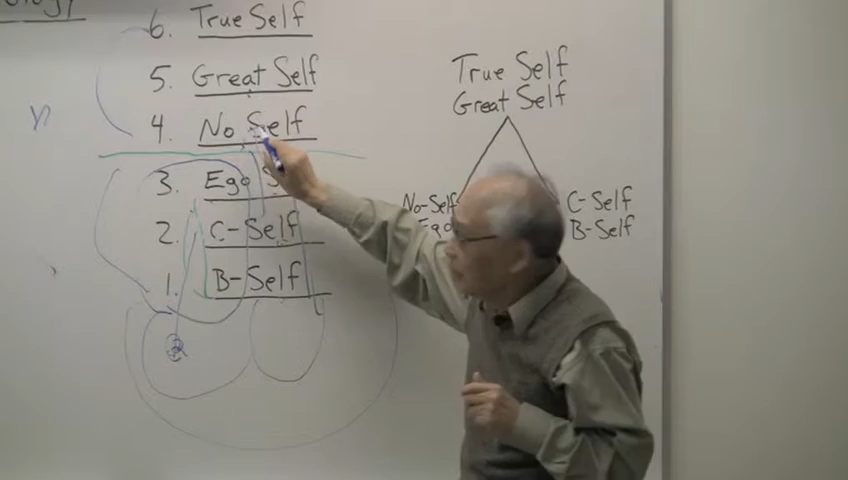 ology
6. True Self
5. Great Self
4. No Self
3. Ego S
2. C-Self
1. B-Self
True Self
Great Self
No-Self
Ego
C-Self
B-Self